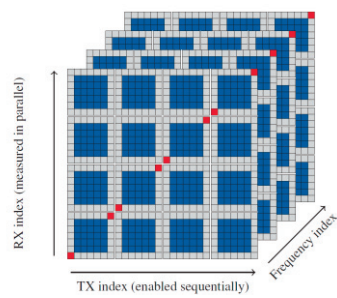 RX index (measured in parallel)
TX index (enabled sequentially)
Frequency index